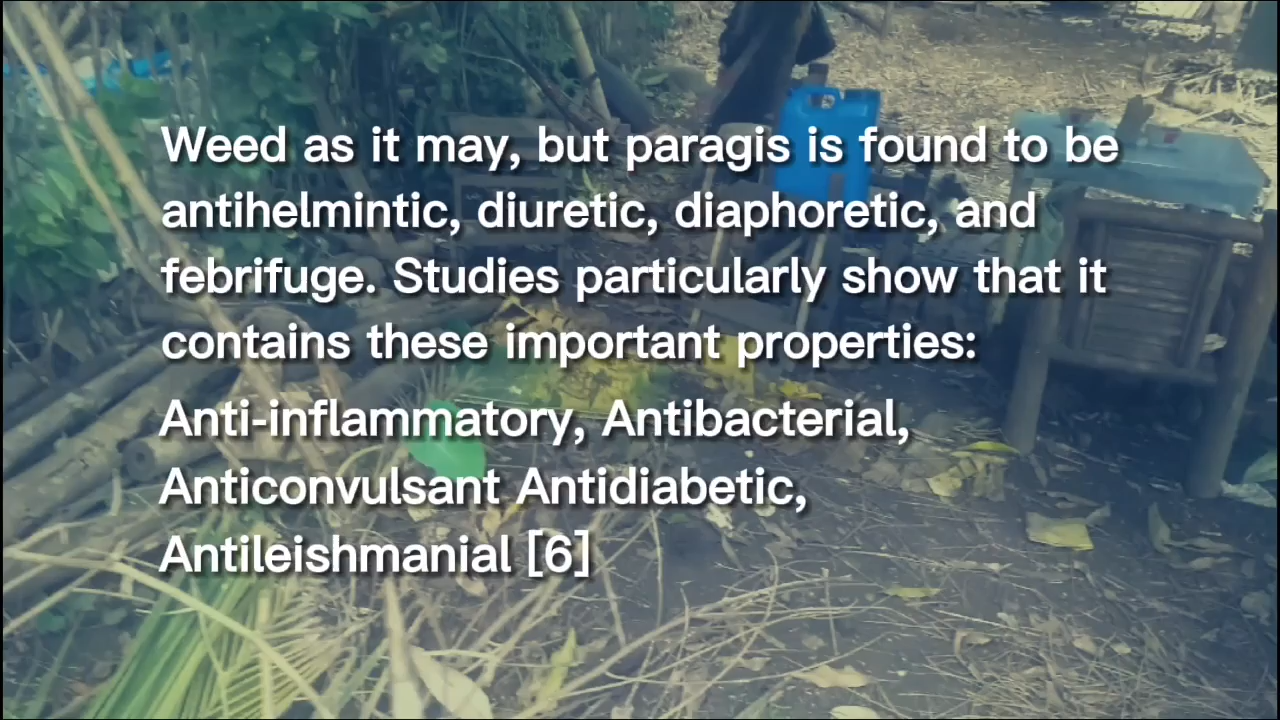 Weed as it may, but paragis is found to be
antihelmintic, diuretic, diaphoretic, and
febrifuge. Studies particularly show that it
contains these important properties:
Anti-inflammatory, Antibacterial,
Anticonvulsant Antidiabetic,
Antileishmanial [6]